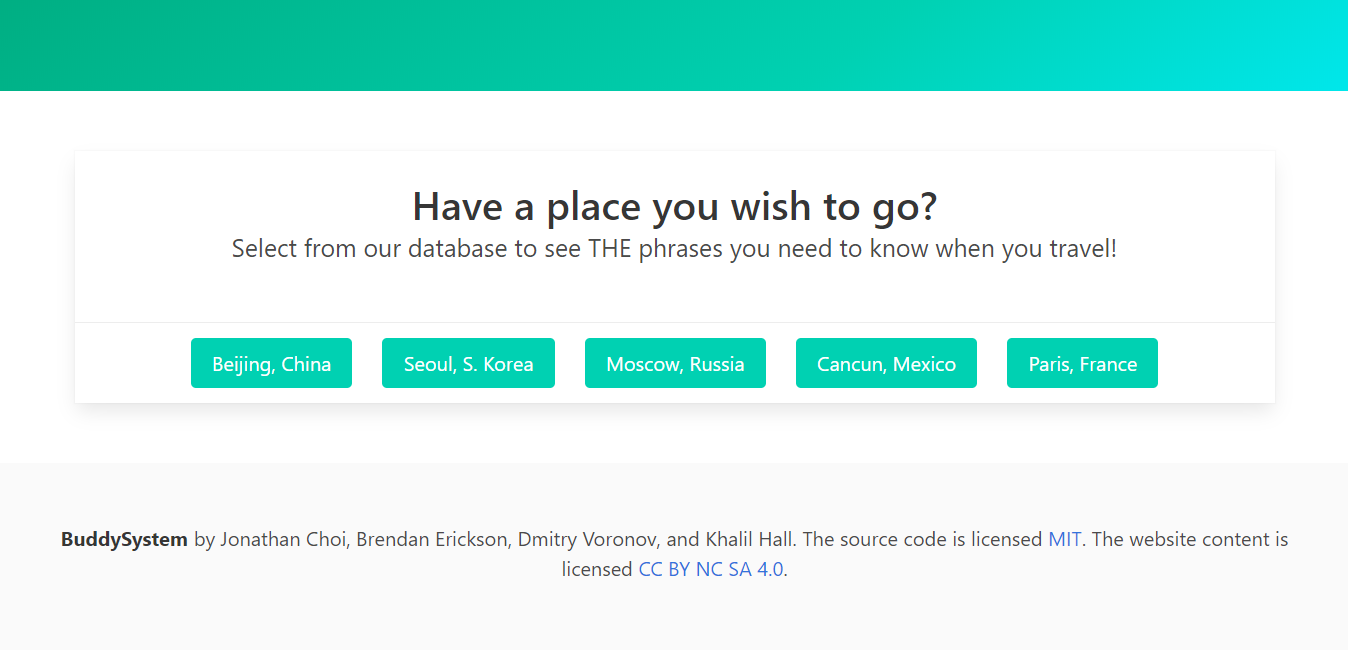 Have a place you wish to go?
Select from our database to see THE phrases you need to know when you travel!
Beijing, China
Seoul, S. Korea
Moscow, Russia
Cancun, Mexico
Paris, France
BuddySystem by Jonathan Choi, Brendan Erickson, Dmitry Voronov, and Khalil Hall. The source code is licensed MIT. The website content is
licensed CC BY NC SA 4.0.